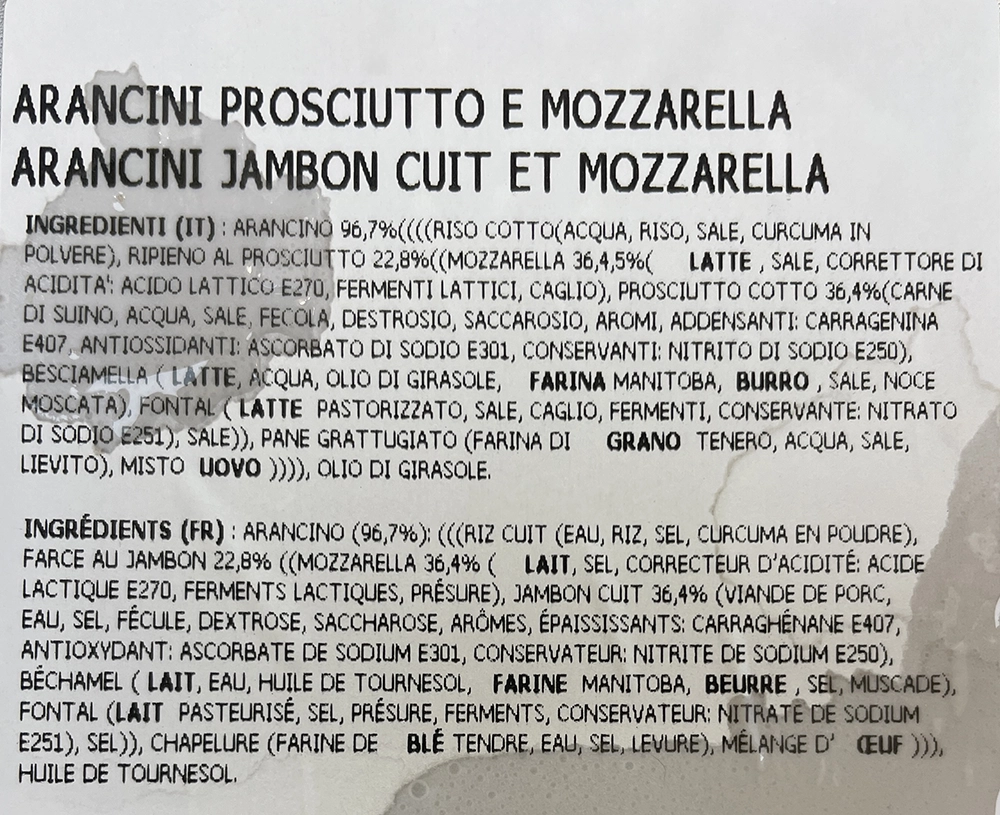 ARANCINI PROSCIUTTO E MOZZARELLA
ARANCINI JAMBON CUIT ET MOZZARELLA
INGREDIENTI (IT) : ARANCINO 96,7%((((RISO COTTO(ACQUA, RISO, SALE, CURCUMA IN
POLVERE), RIPIENO AL PROSCIUTTO 22,8%((MOZZARELLA 36,4,5%( LATTE , SALE, CORRETTORE DI
ACIDITA': ACIDO LATTICO E270, FERMENTI LATTICI, CAGLIO), PROSCIUTTO COTTO 36,4%(CARNE
DI SUINO, ACQUA, SALE, FECOLA, DESTROSIO, SACCAROSIO, AROMI, ADDENSANTI: CARRAGENINA
E407, ANTIOSSIDANTI: ASCORBATO DI SODIO E301, CONSERVANTI: NITRITO DI SODIO E250),
BESCIAMELLA ( LATTE, ACQUA, OLIO DI GIRASOLE, FARINA MANITOBA, BURRO , SALE, NOCE
MOSCATA), FONTAL ( LATTE PASTORIZZATO, SALE, CAGLIO, FERMENTI, CONSERVANTE: NITRATO
DI SODIO E251), SALE)), PANE GRATTUGIATO (FARINA DI GRANO TENERO, ACQUA, SALE,
LIEVITO), MISTO UOVO )))), OLIO DI GIRASOLE.
INGRÉDIENTS (FR) : ARANCINO (96,7%): (((RIZ CUIT (EAU, RIZ, SEL, CURCUMA EN POUDRE),
FARCE AU JAMBON 22,8% ((MOZZARELLA 36,4% ( LAIT, SEL, CORRECTEUR D'ACIDITÉ: ACIDE
LACTIQUE E270, FERMENTS LACTIQUES, PRÉSURE), JAMBON CUIT 36,4% (VIANDE DE PORC,
EAU, SEL, FÉCULE, DEXTROSE, SACCHAROSE, ARÔMES, ÉPAISSISSANTS: CARRAGHÉNANE E407,
ANTIOXYDANT: ASCORBATE DE SODIUM E301, CONSERVATEUR: NITRITE DE SODIUM E250),
BÉCHAMEL ( LAIT, EAU, HUILE DE TOURNESOL, FARINE MANITOBA, BEURRE , SEL, MUSCADE),
FONTAL (LAIT PASTEURISÉ, SEL, PRÉSURE, FERMENTS, CONSERVATEUR: NITRATE DE SODIUM
E251), SEL)), CHAPELURE (FARINE DE BLÉ TENDRE, EAU, SEL, LEVURE), MÉLANGE D' ŒUF ))),
HUILE DE TOURNESOL.